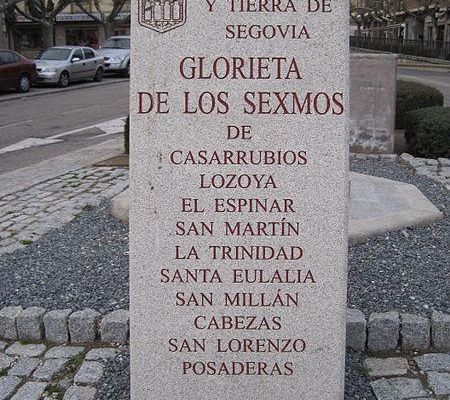 Y TIERRA DE
SEGOVIA
GLORIETA
DE LOS SEXMOS
DE
CASARRUBIOS
LOZOYA
EL ESPINAR
SAN MARTÍN
LA TRINIDAD
SANTA EULALIA
SAN MILLÁN
CABEZAS
SAN LORENZO
POSADERAS